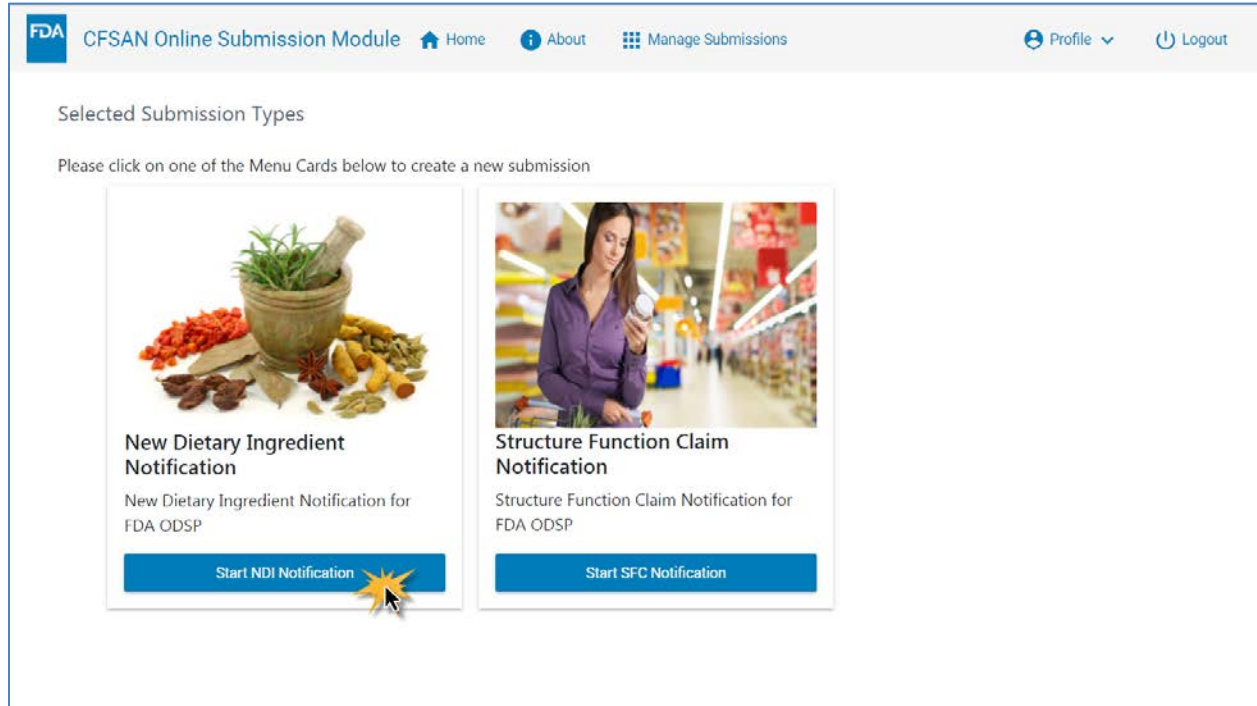 FDA CFSAN Online Submission Module Home About Manage Submissions Profile Logout
Selected Submission Types
Please click on one of the Menu Cards below to create a new submission
New Dietary Ingredient
Notification
New Dietary Ingredient Notification for
FDA ODSP
Start NDI Notification
Structure Function Claim
Notification
Structure Function Claim Notification for
FDA ODSP
Start SFC Notification